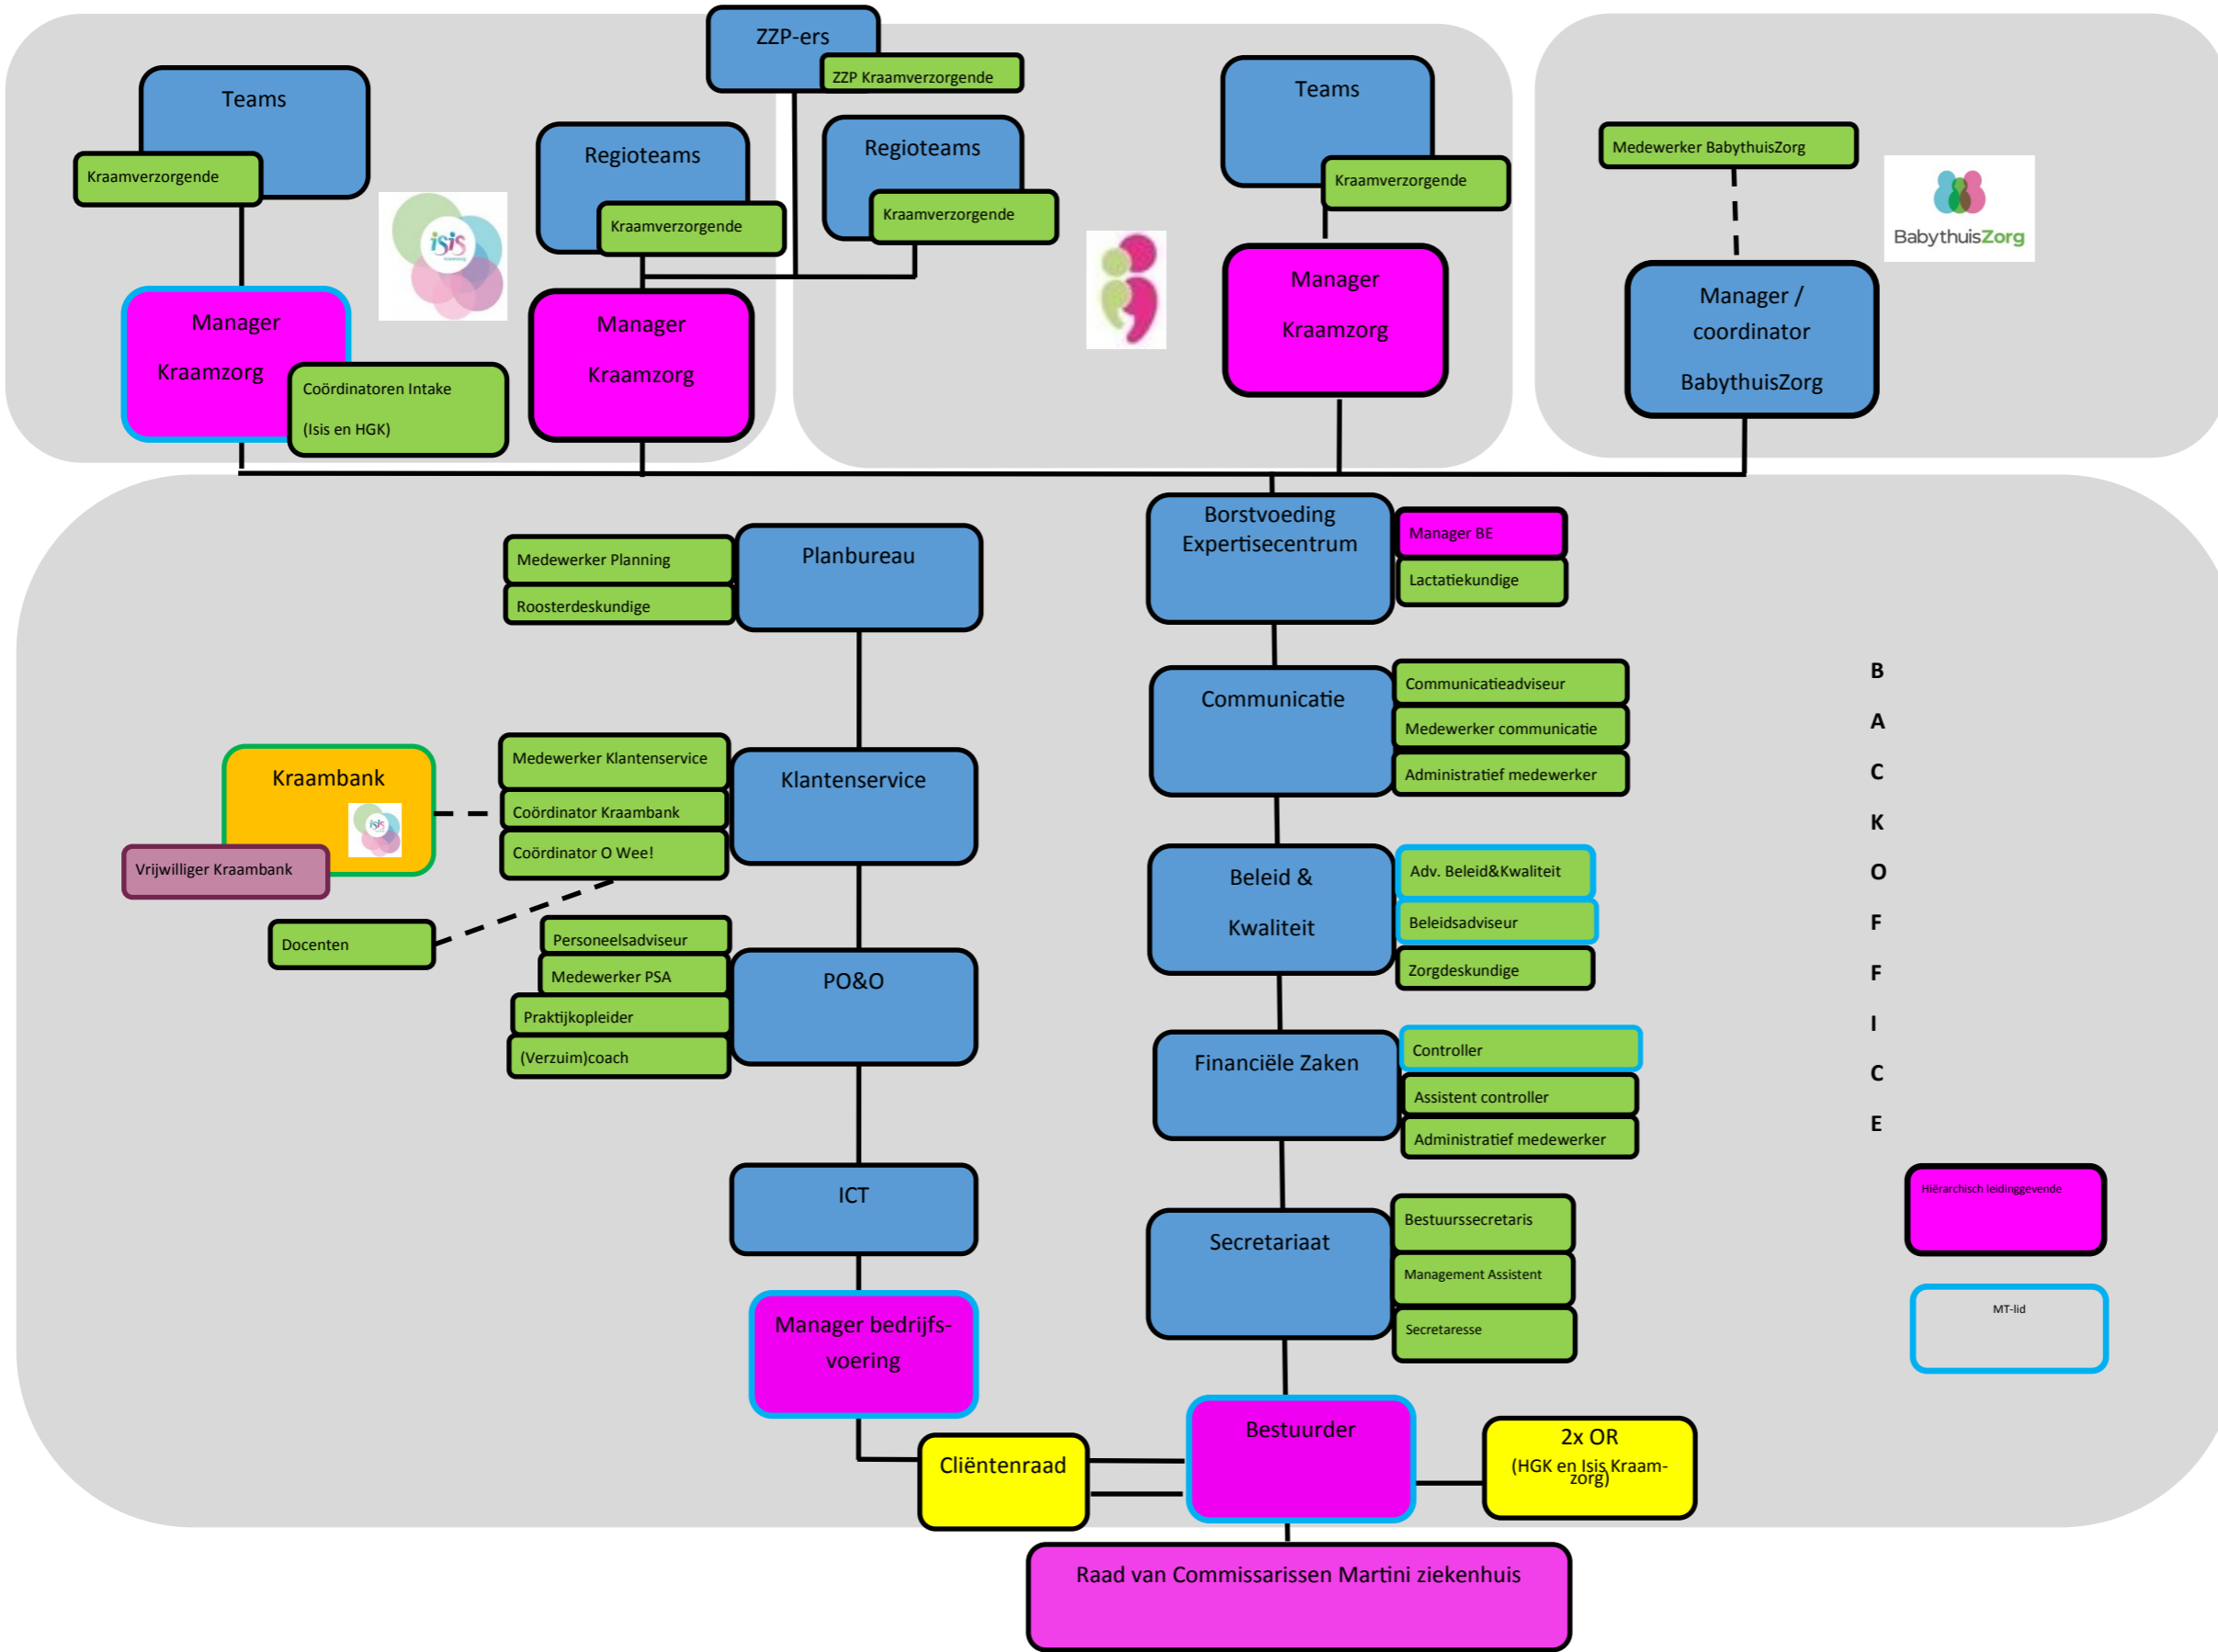 ZZP-ers
ZZP Kraamverzorgende
Teams
Kraamverzorgende
Regioteams
Kraamverzorgende
Regioteams
Kraamverzorgende
Teams
Kraamverzorgende
Medewerker BabythuisZorg
isis
BabythuisZorg
Manager
Kraamzorg
Coördinatoren Intake
(Isis en HGK)
Manager
Kraamzorg
Manager
Kraamzorg
Manager /
coordinator
BabythuisZorg
Planbureau
Medewerker Planning
Roosterdeskundige
Klantenservice
Medewerker Klantenservice
Coördinator Kraambank
Coördinator O Wee!
Kraambank
isis
Vrijwilliger Kraambank
Docenten
PO&O
Personeelsadviseur
Medewerker PSA
Praktijkopleider
(Verzuim)coach
ICT
Manager bedrijfs-
voering
Borstvoeding
Expertisecentrum
Manager BE
Lactatiekundige
Communicatie
Communicatieadviseur
Medewerker communicatie
Administratief medewerker
Beleid &
Kwaliteit
Adv. Beleid&Kwaliteit
Beleidsadviseur
Zorgdeskundige
Financiële Zaken
Controller
Assistent controller
Administratief medewerker
Secretariaat
Bestuurssecretaris
Management Assistent
Secretaresse
Bestuurder
Cliëntenraad
2x OR
(HGK en Isis Kraam-
zorg)
Raad van Commissarissen Martini ziekenhuis
B
A
C
K
O
F
F
I
C
E
Hiërarchisch leidinggevende
MT-lid